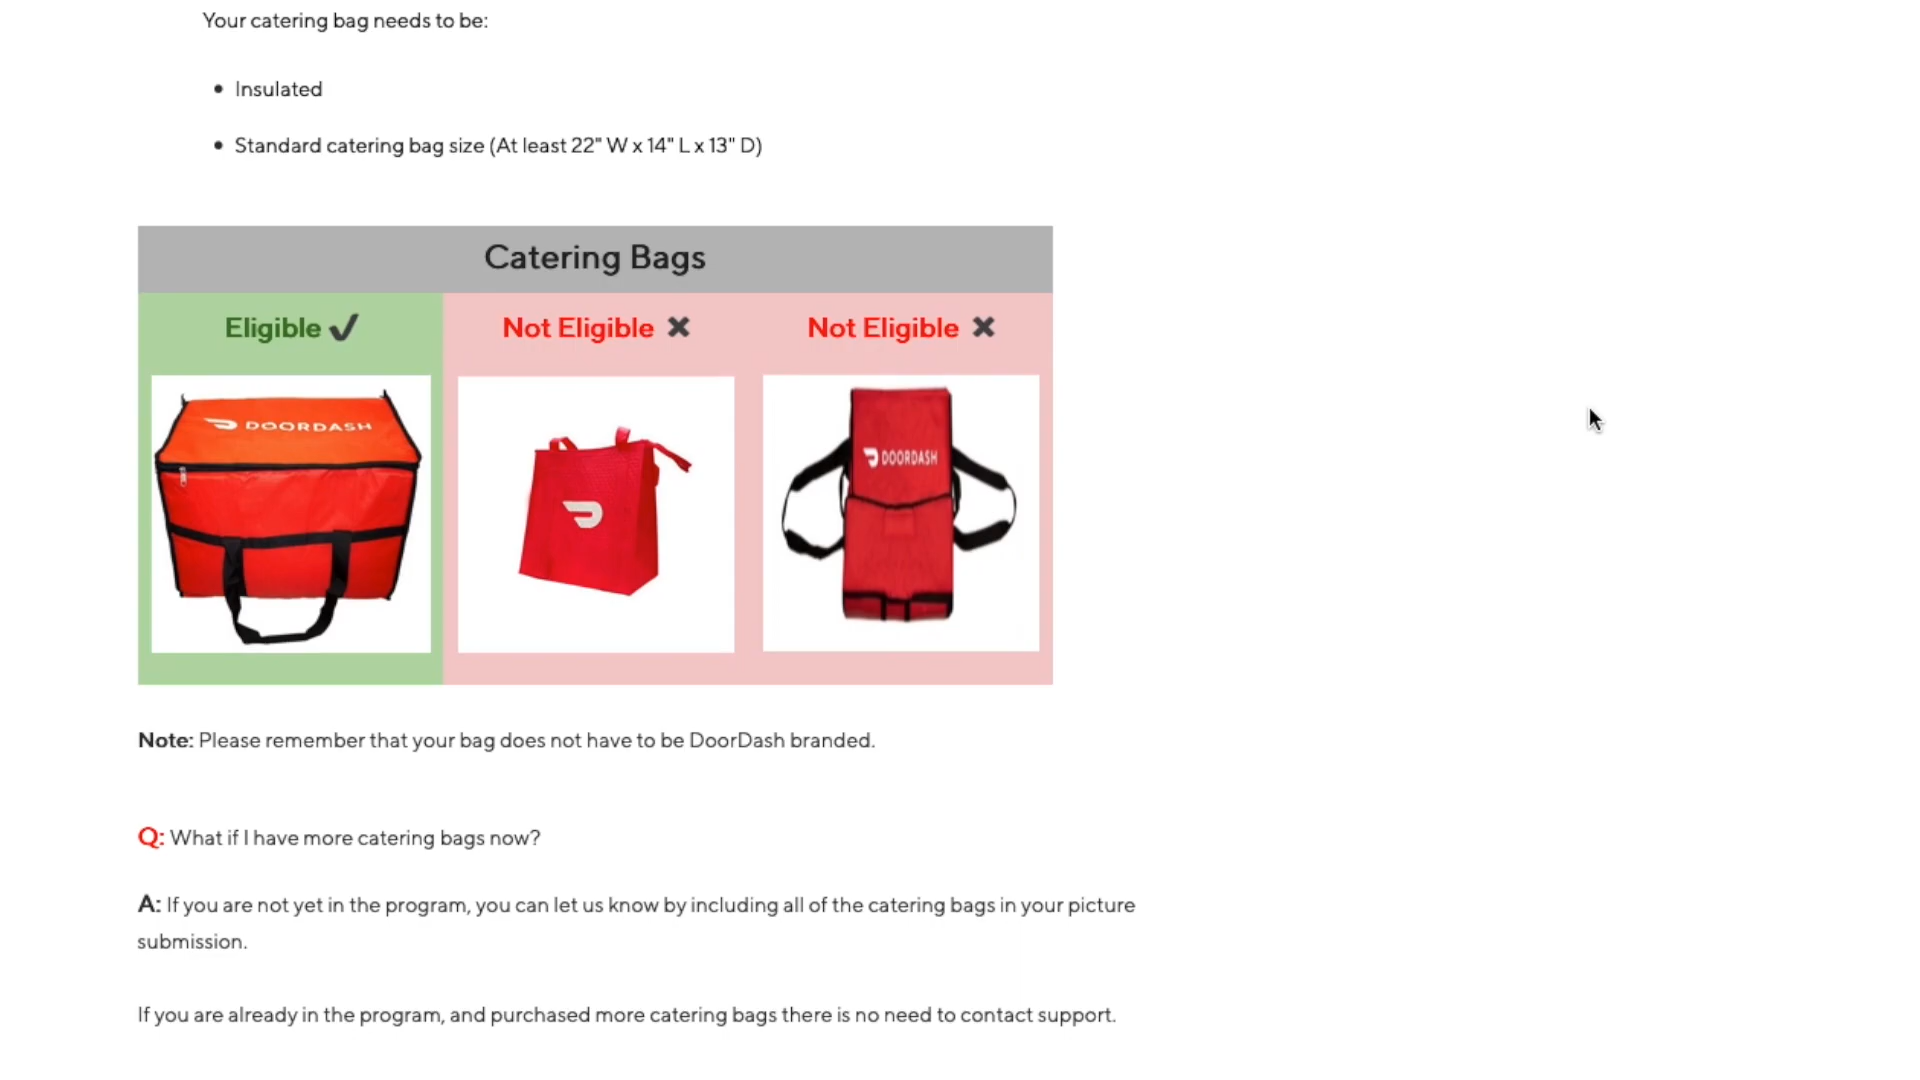 Your catering bag needs to be:
Insulated
Standard catering bag size (At least 22" W x 14" L x 13" D)
Catering Bags
Eligible ✔
Not Eligible ✖
Not Eligible ✖
DOORDASH
DOORDASH
Note: Please remember that your bag does not have to be DoorDash branded.
Q: What if I have more catering bags now?
A: If you are not yet in the program, you can let us know by including all of the catering bags in your picture
submission.
If you are already in the program, and purchased more catering bags there is no need to contact support.